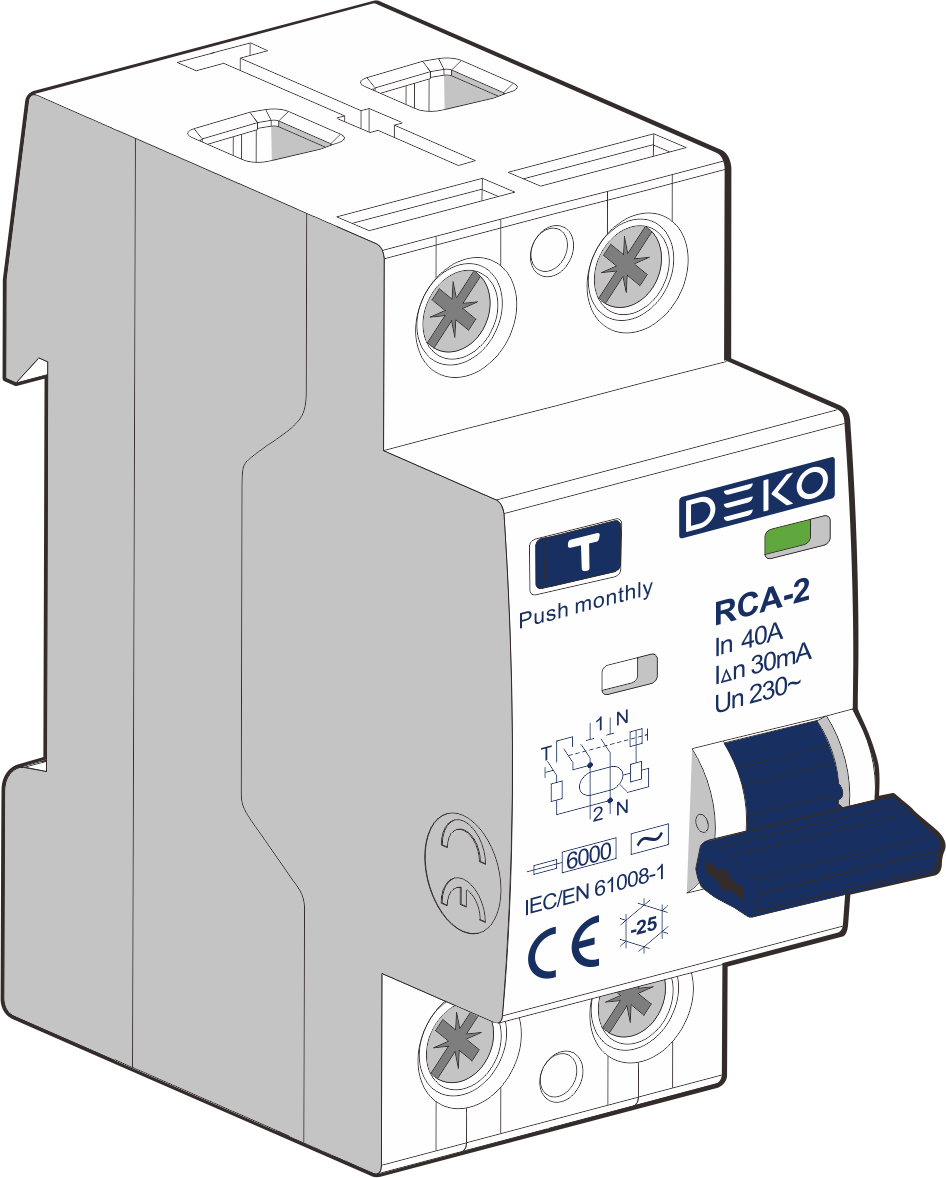 DEKO
T
Push monthly
RCA-2
In 40A
I△n 30mA
Un 230~
1 N
T
2 N
6000
~
IEC/EN 61008-1
CE
-25
CE